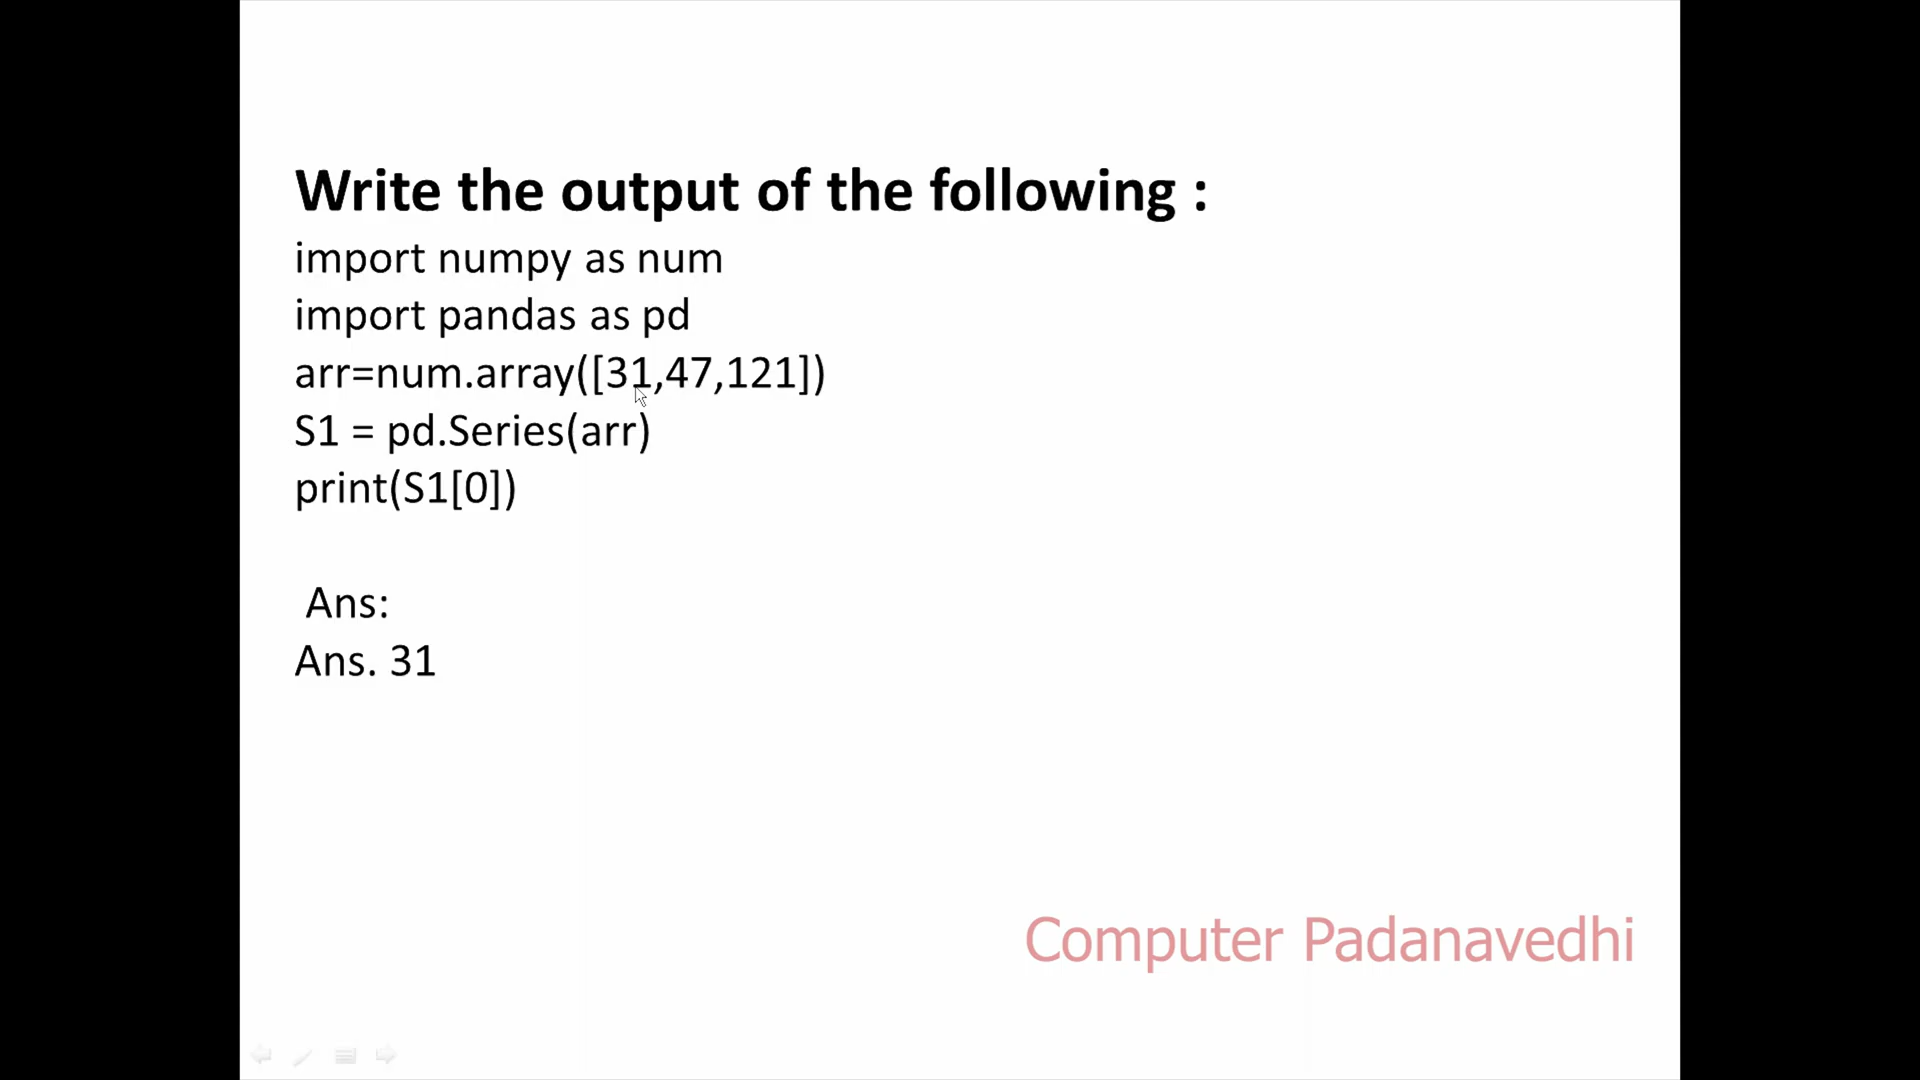 Write the output of the following :
import numpy as num
import pandas as pd
arr=num.array([31,47,121])
S1 = pd.Series(arr)
print(S1[0])
Ans:
Ans. 31
Computer Padanavedhi